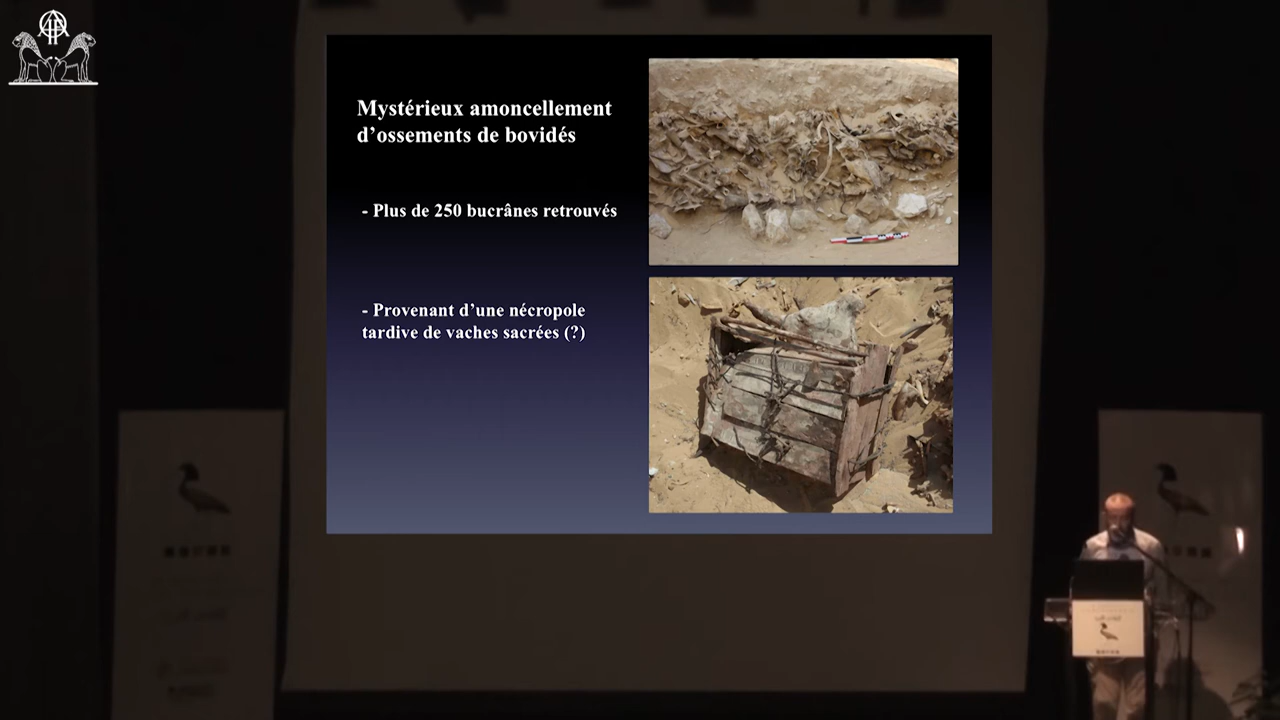 Mystérieux amoncellement
d’ossements de bovidés
- Plus de 250 bucrânes retrouvés
- Provenant d’une nécropole
tardive de vaches sacrées (?)